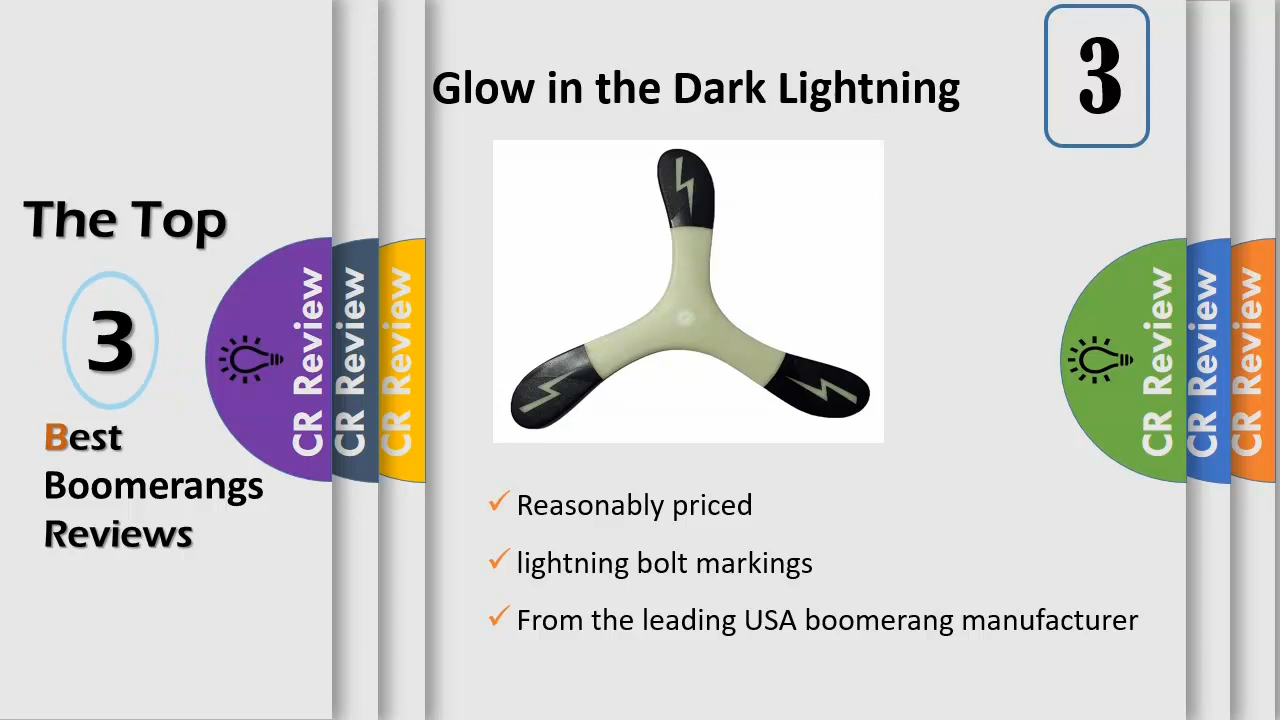 Glow in the Dark Lightning
3
The Top
3
Best
Boomerangs
Reviews
CR Review
CR Review
CR Review
Reasonably priced
lightning bolt markings
From the leading USA boomerang manufacturer
CR Review
CR Review
CR Review